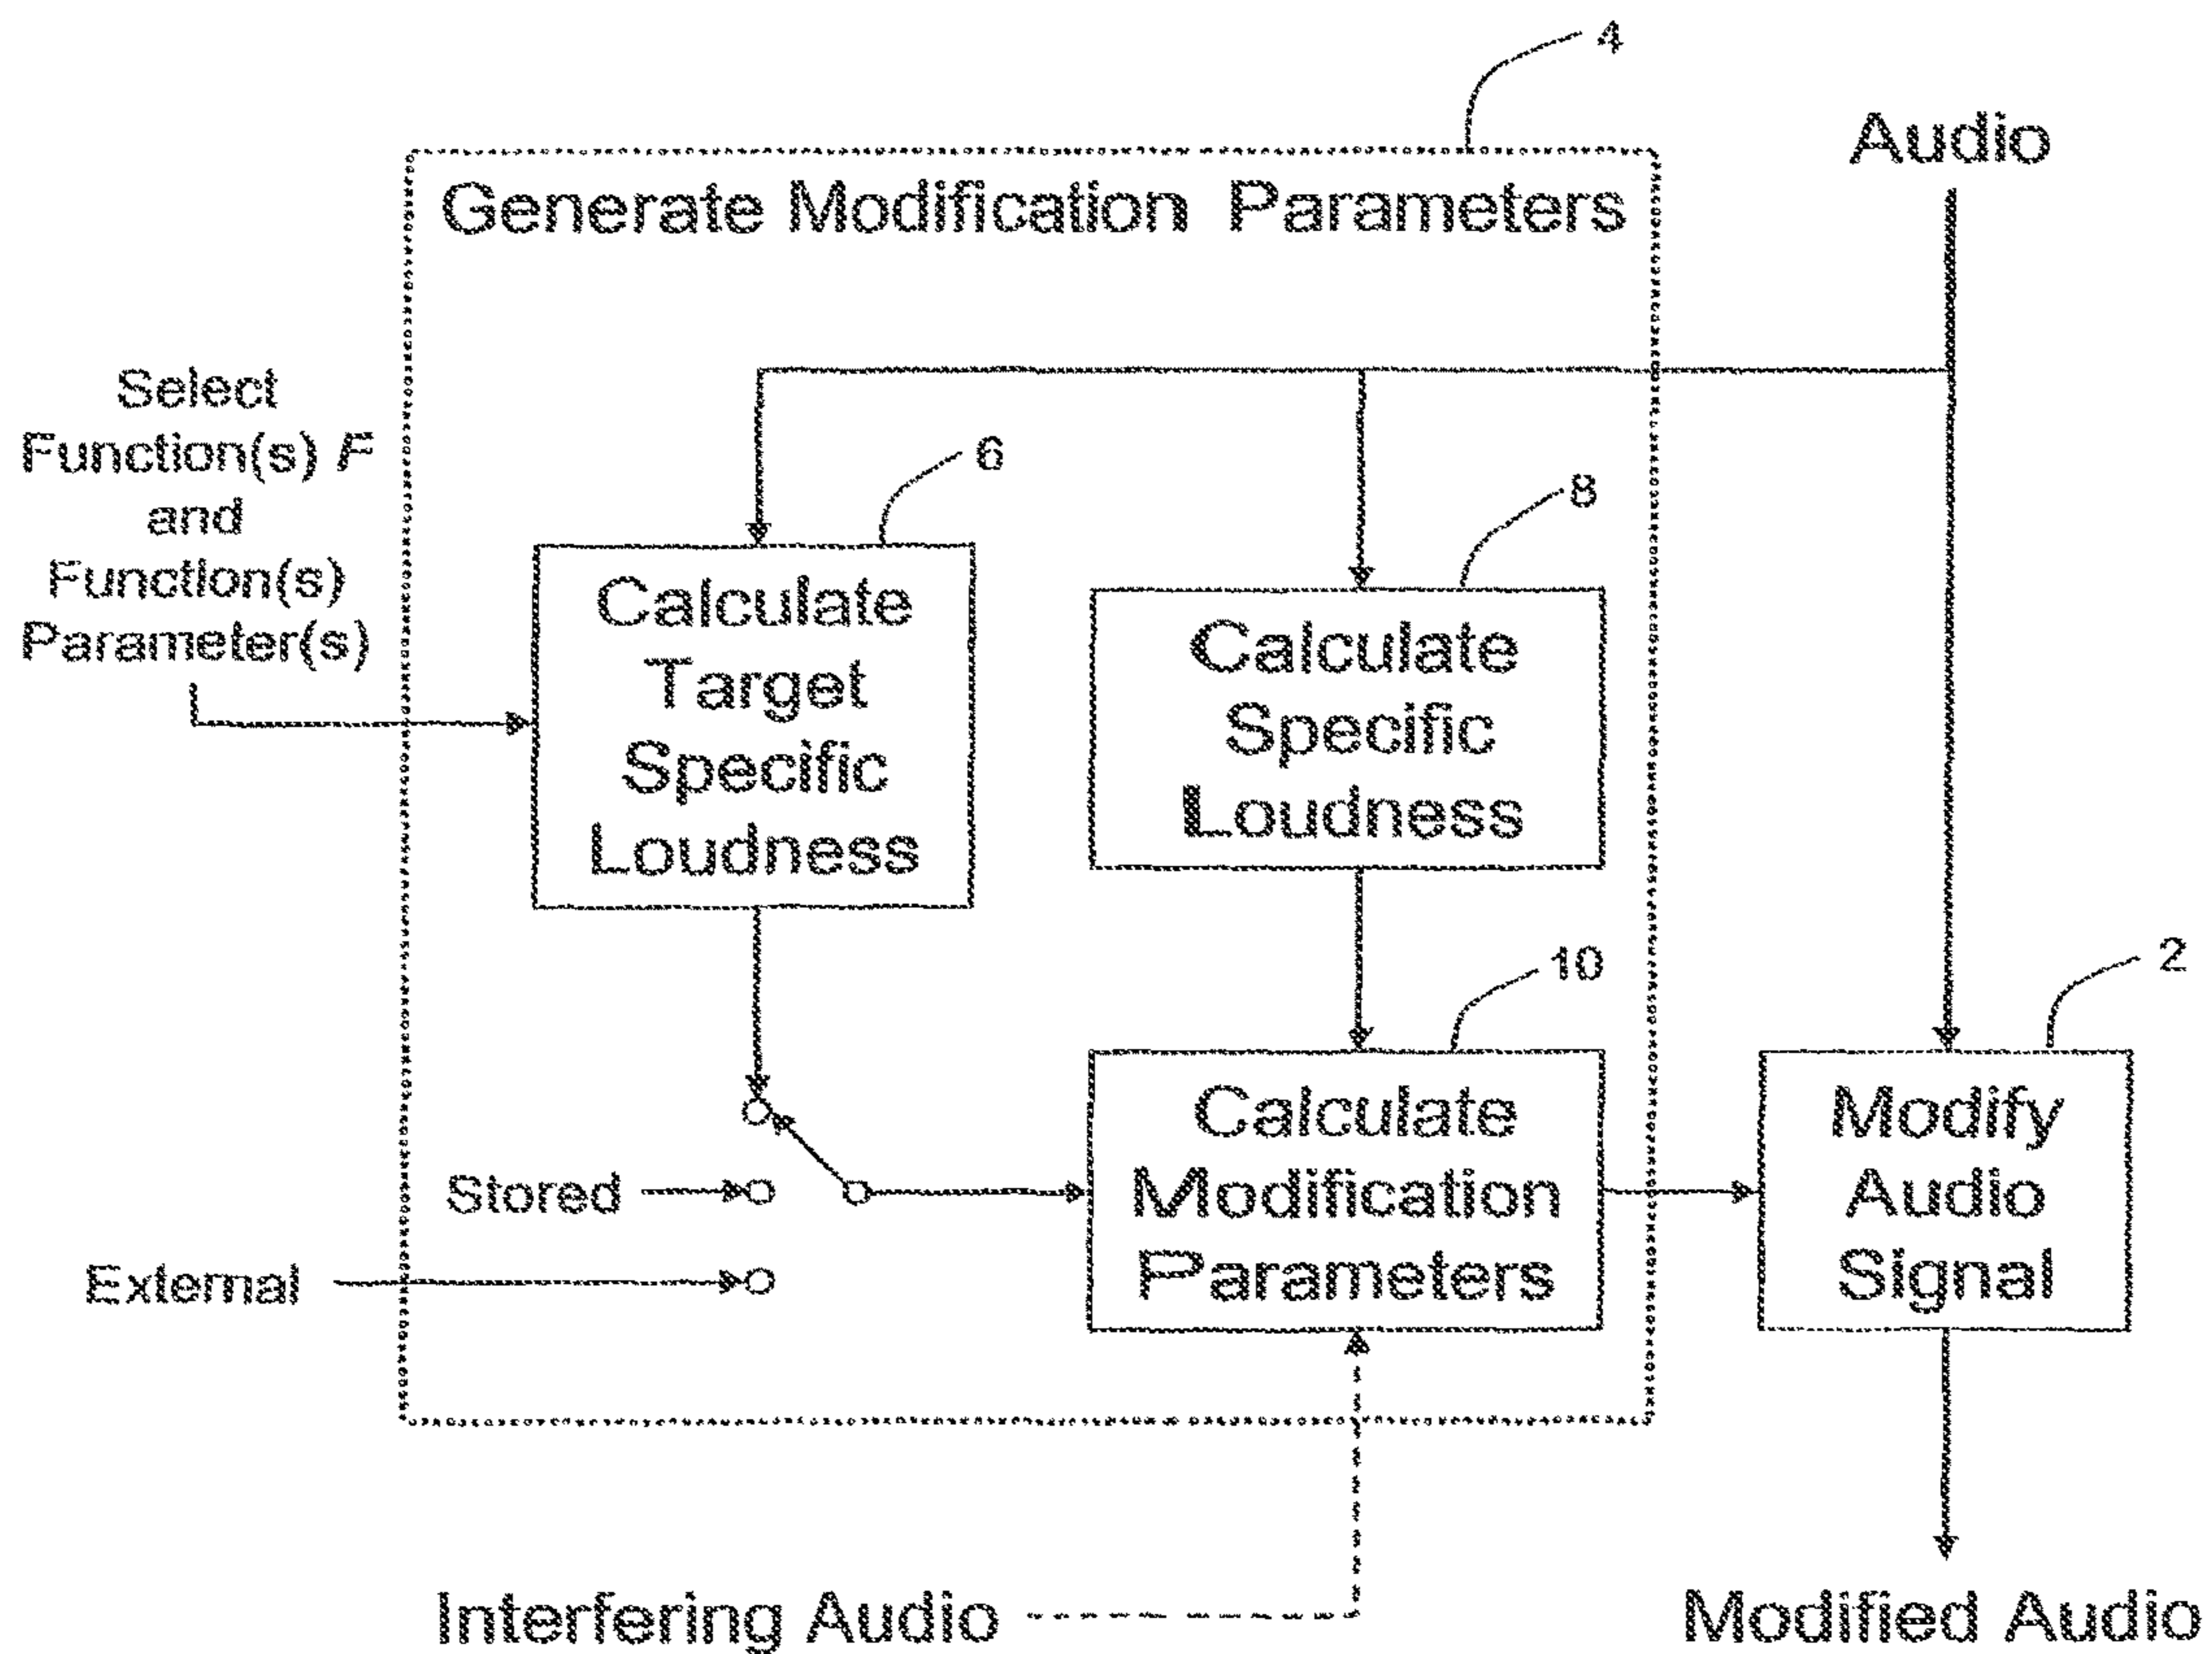 4
Audio
Generate Modification Parameters
Select
Function(s) F
and
Function(s)
Parameter(s)
6
8
Calculate
Target
Specific
Loudness
Calculate
Specific
Loudness
10
2
Calculate
Modification
Parameters
Modify
Audio
Signal
Stored
External
Interfering Audio
Modified Audio